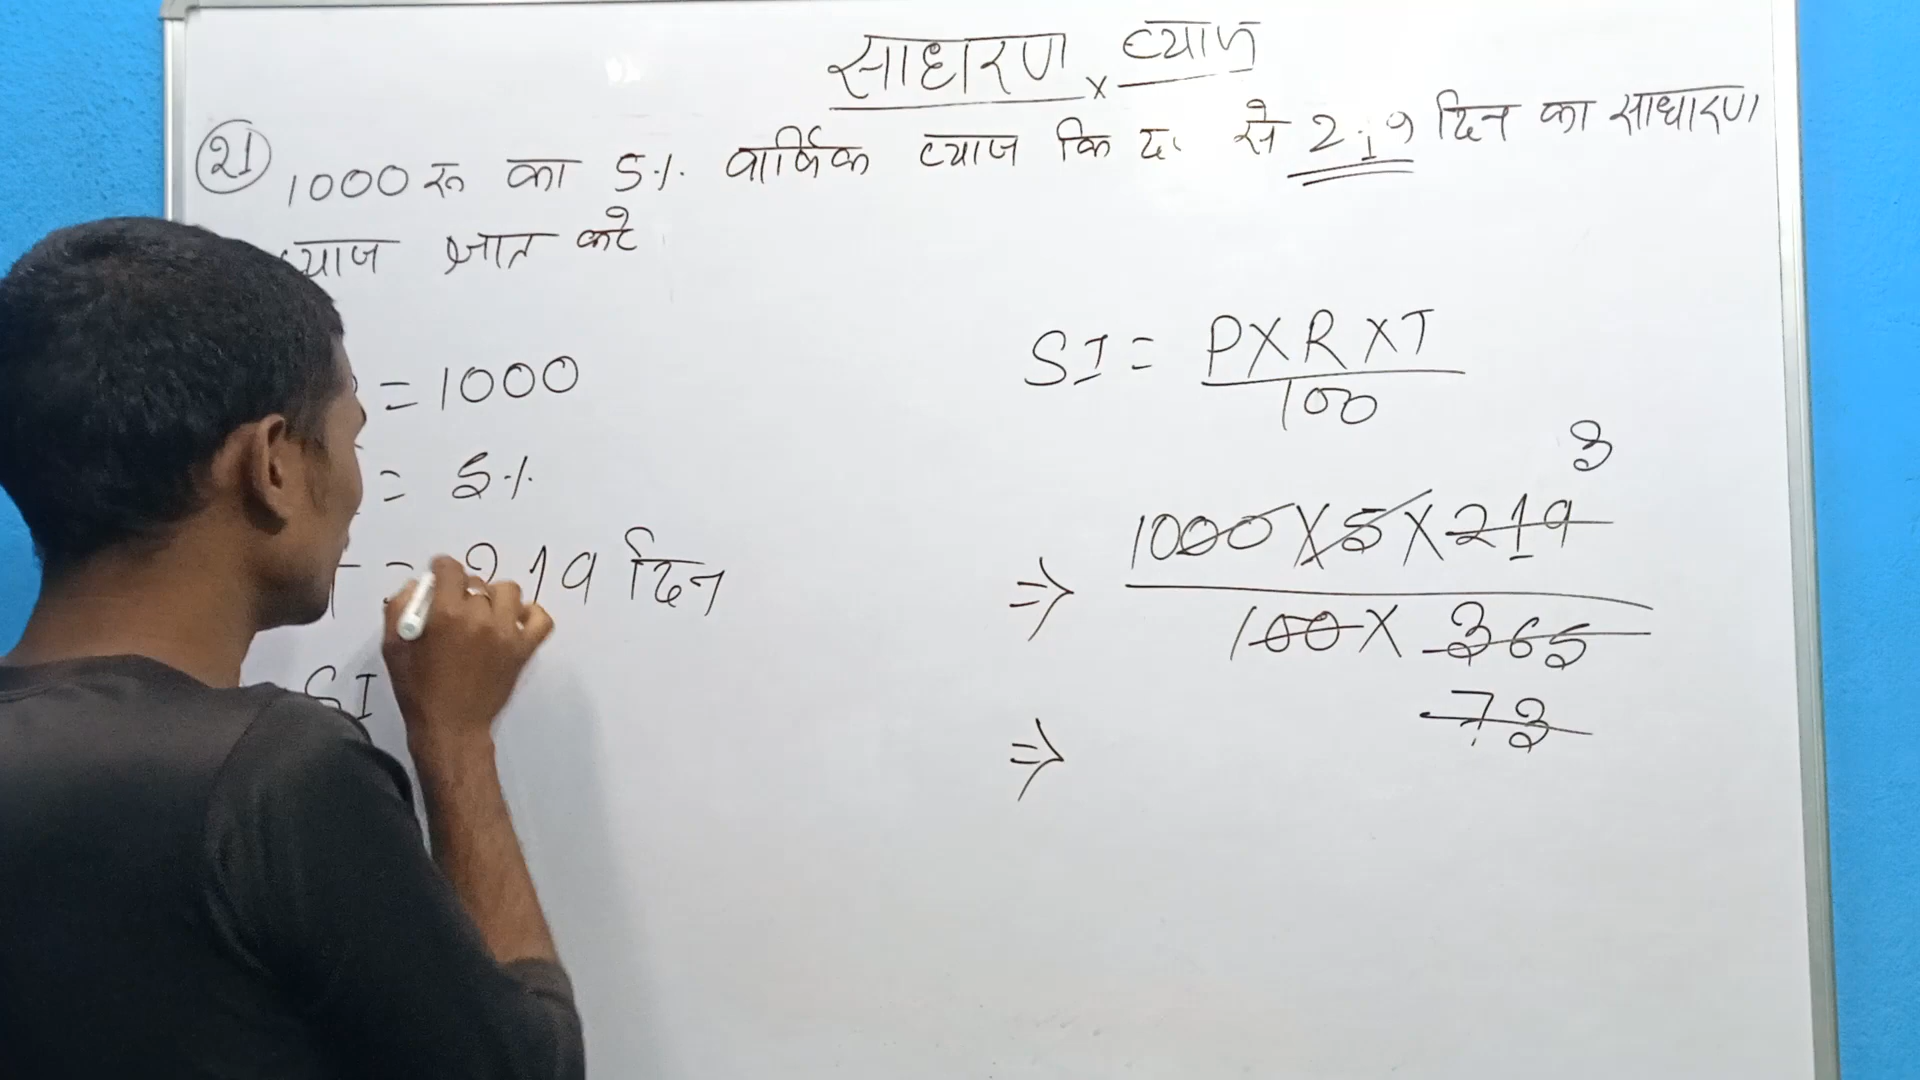 साधारण ब्याज
x
21 1000 रू का 5% वार्षिक ब्याज कि दर से 219 दिन का साधारण
ब्याज ज्ञात करे
= 1000
= 5%
T = 219 दिन
SI
SI = P X R X T
100
3
⇒ 1000 X 5 X 219
100 X 365
73
⇒